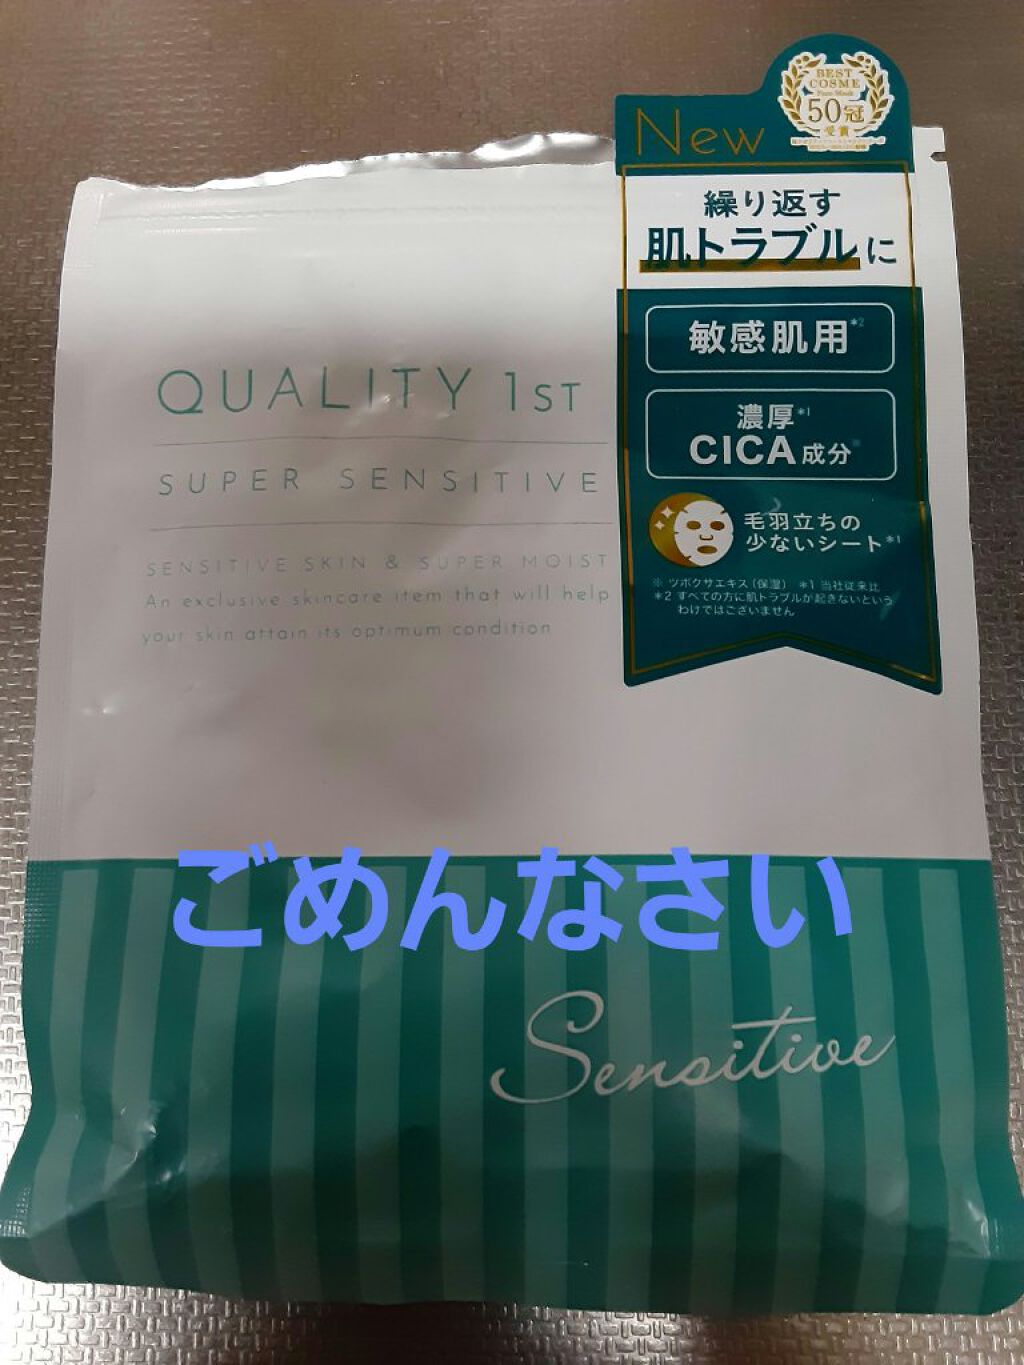 BEST
COSME
Face Mask
50冠
受賞
New
繰り返す
肌トラブルに
敏感肌用*2
濃厚*1
CICA成分※
毛羽立ちの
少ないシート*1
※ ツボクサエキス（保湿） *1 当社従来比
*2 すべての方に肌トラブルが起きないという
わけではございません
QUALITY 1ST
SUPER SENSITIVE
SENSITIVE SKIN & SUPER MOIST
An exclusive skincare item that will help
your skin attain its optimum condition
ごめんなさい
Sensitive